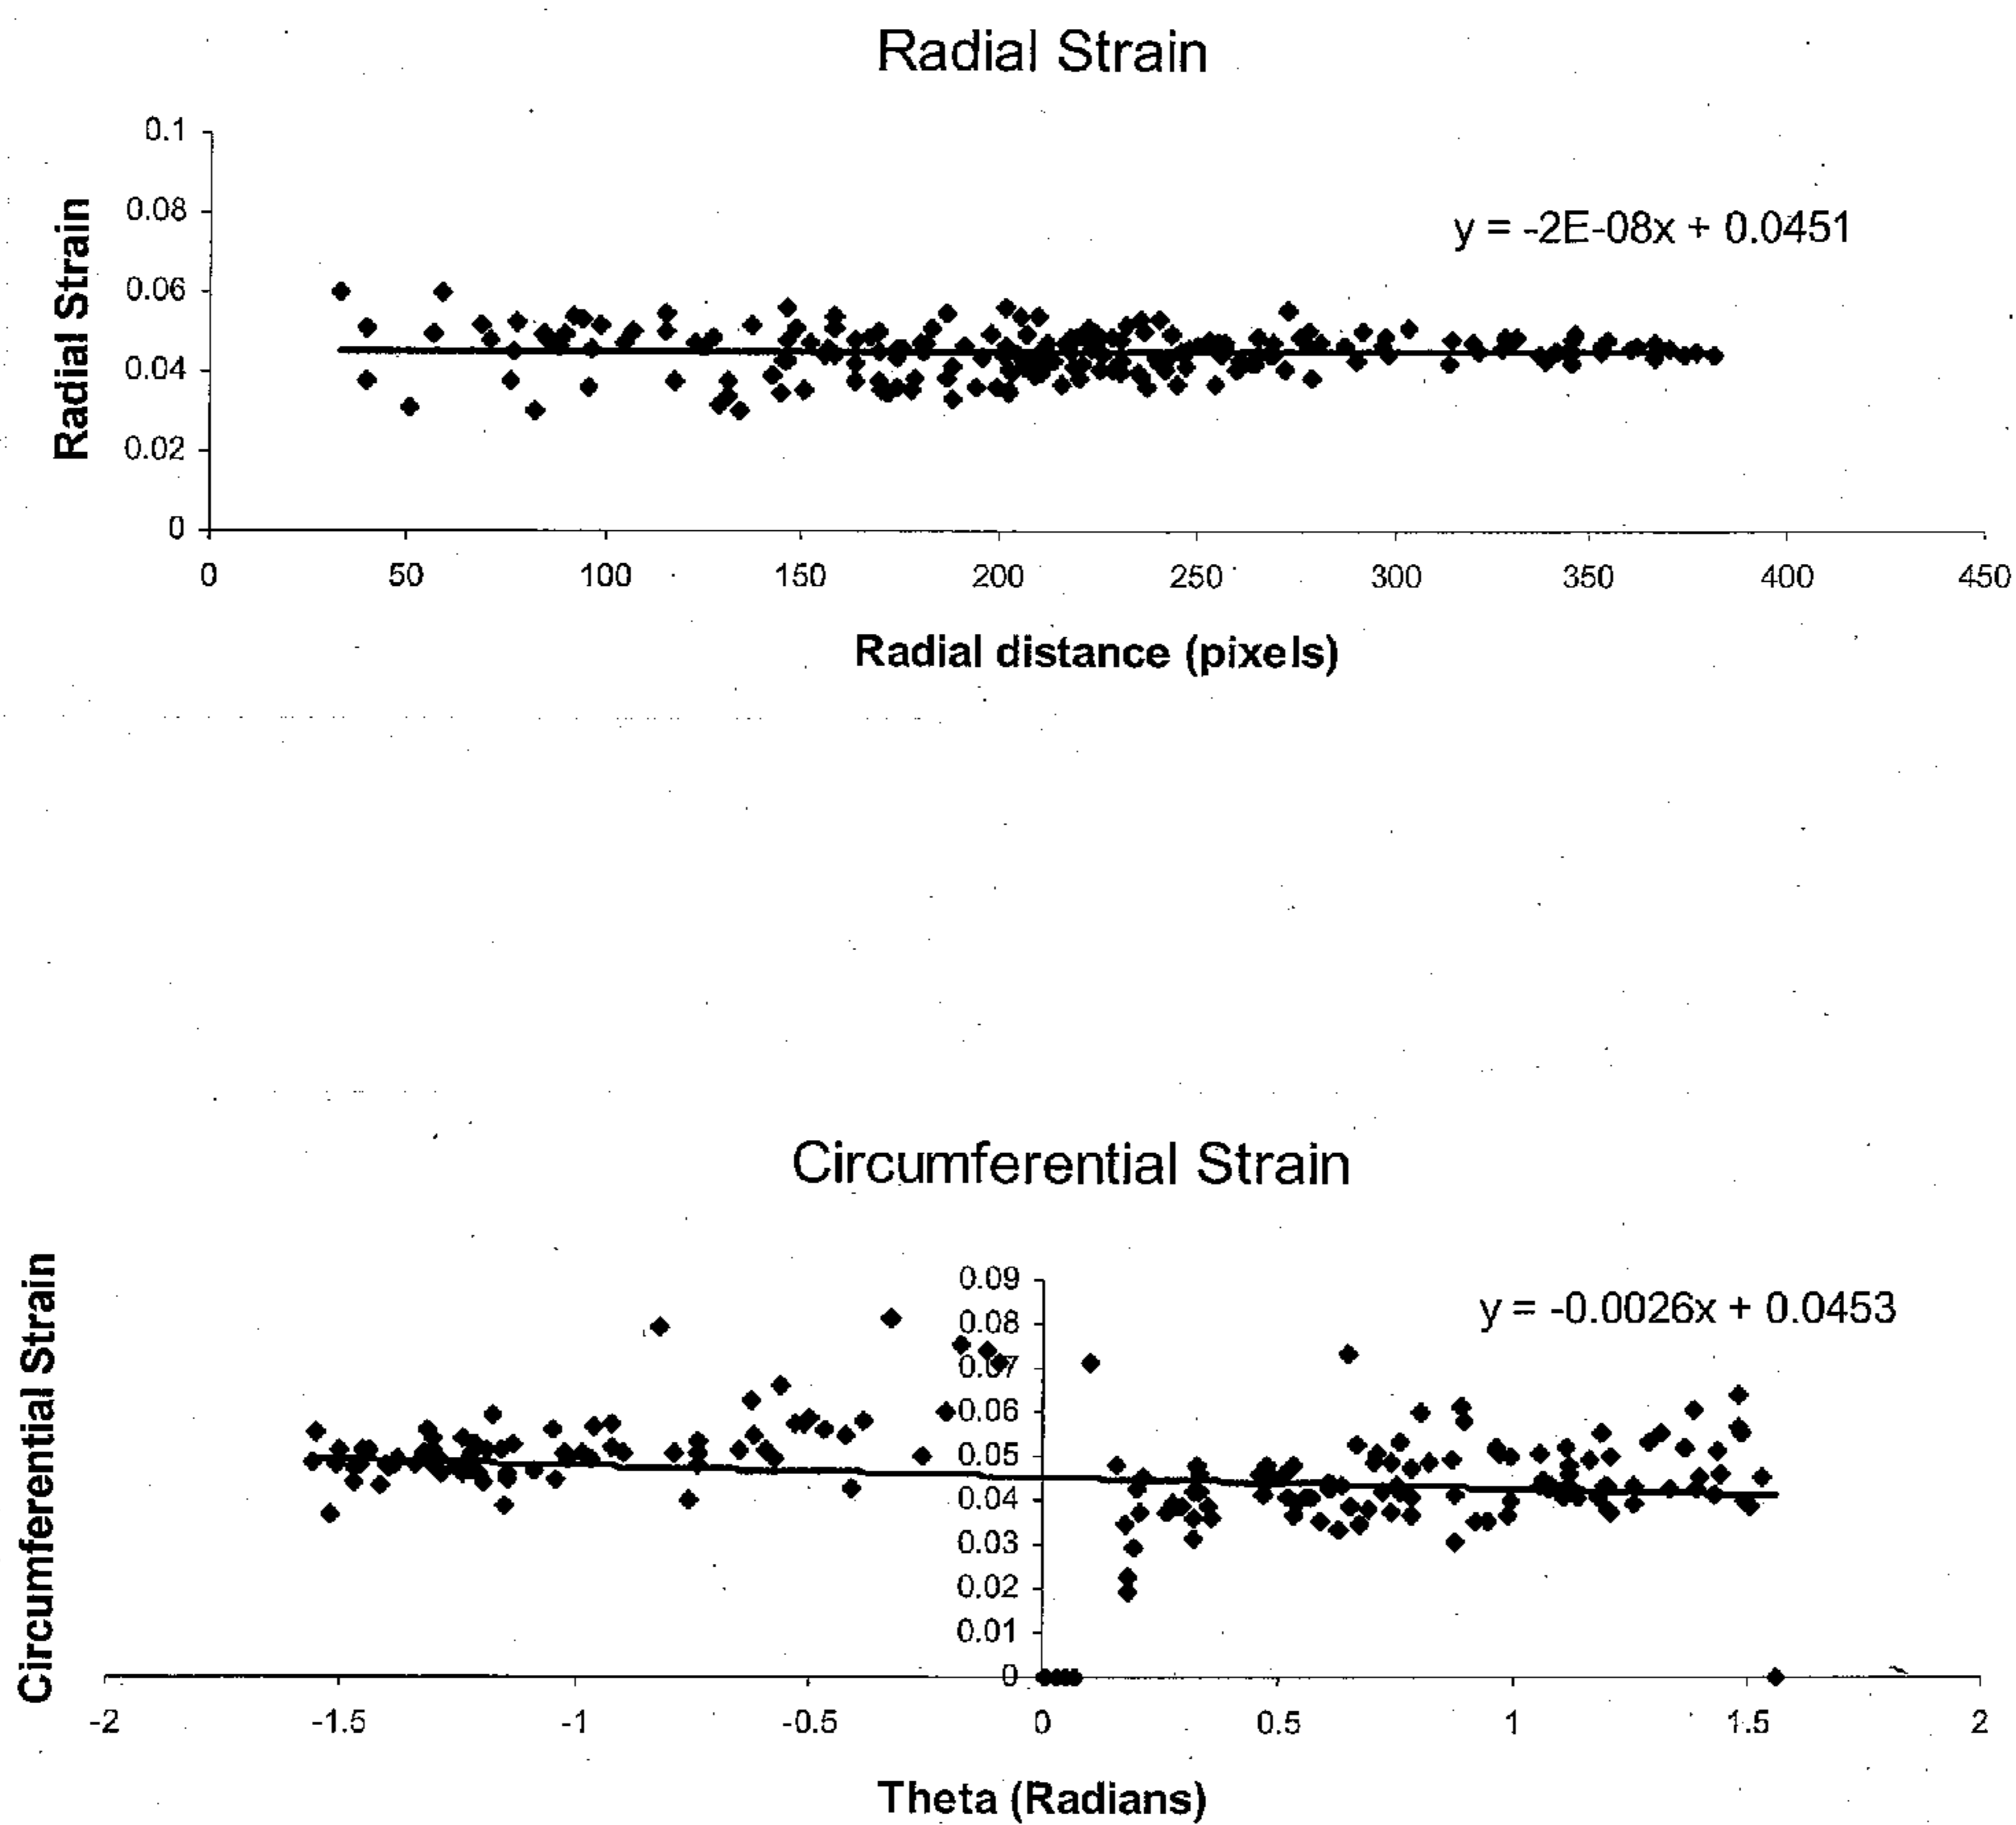 Radial Strain
0.1
0.08
0.06
0.04
0.02
0
Radial Strain
y = -2E-08x + 0.0451
0 50 100 150 200 250 300 350 400 450
Radial distance (pixels)
Circumferential Strain
0.09
0.08
0.07
0.06
0.05
0.04
0.03
0.02
0.01
0
Circumferential Strain
y = -0.0026x + 0.0453
-2 -1.5 -1 -0.5 0 0.5 1 1.5 2
Theta (Radians)